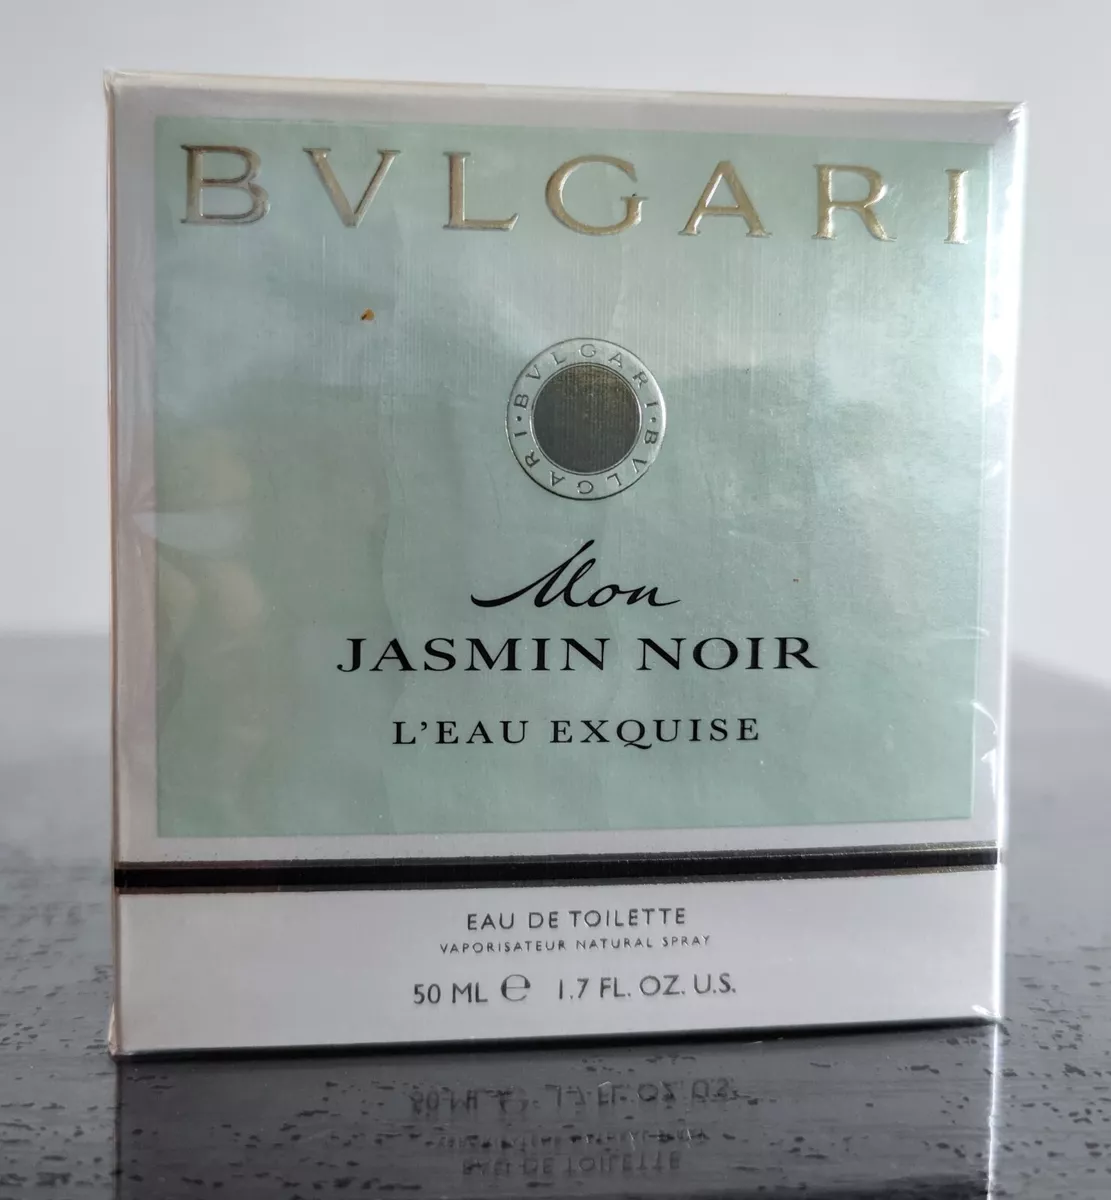 BVLGARI
BVLGARI · BVLGARI ·
Mon
JASMIN NOIR
L'EAU EXQUISE
EAU DE TOILETTE
VAPORISATEUR NATURAL SPRAY
50 ML ℮ 1.7 FL. OZ. U.S.